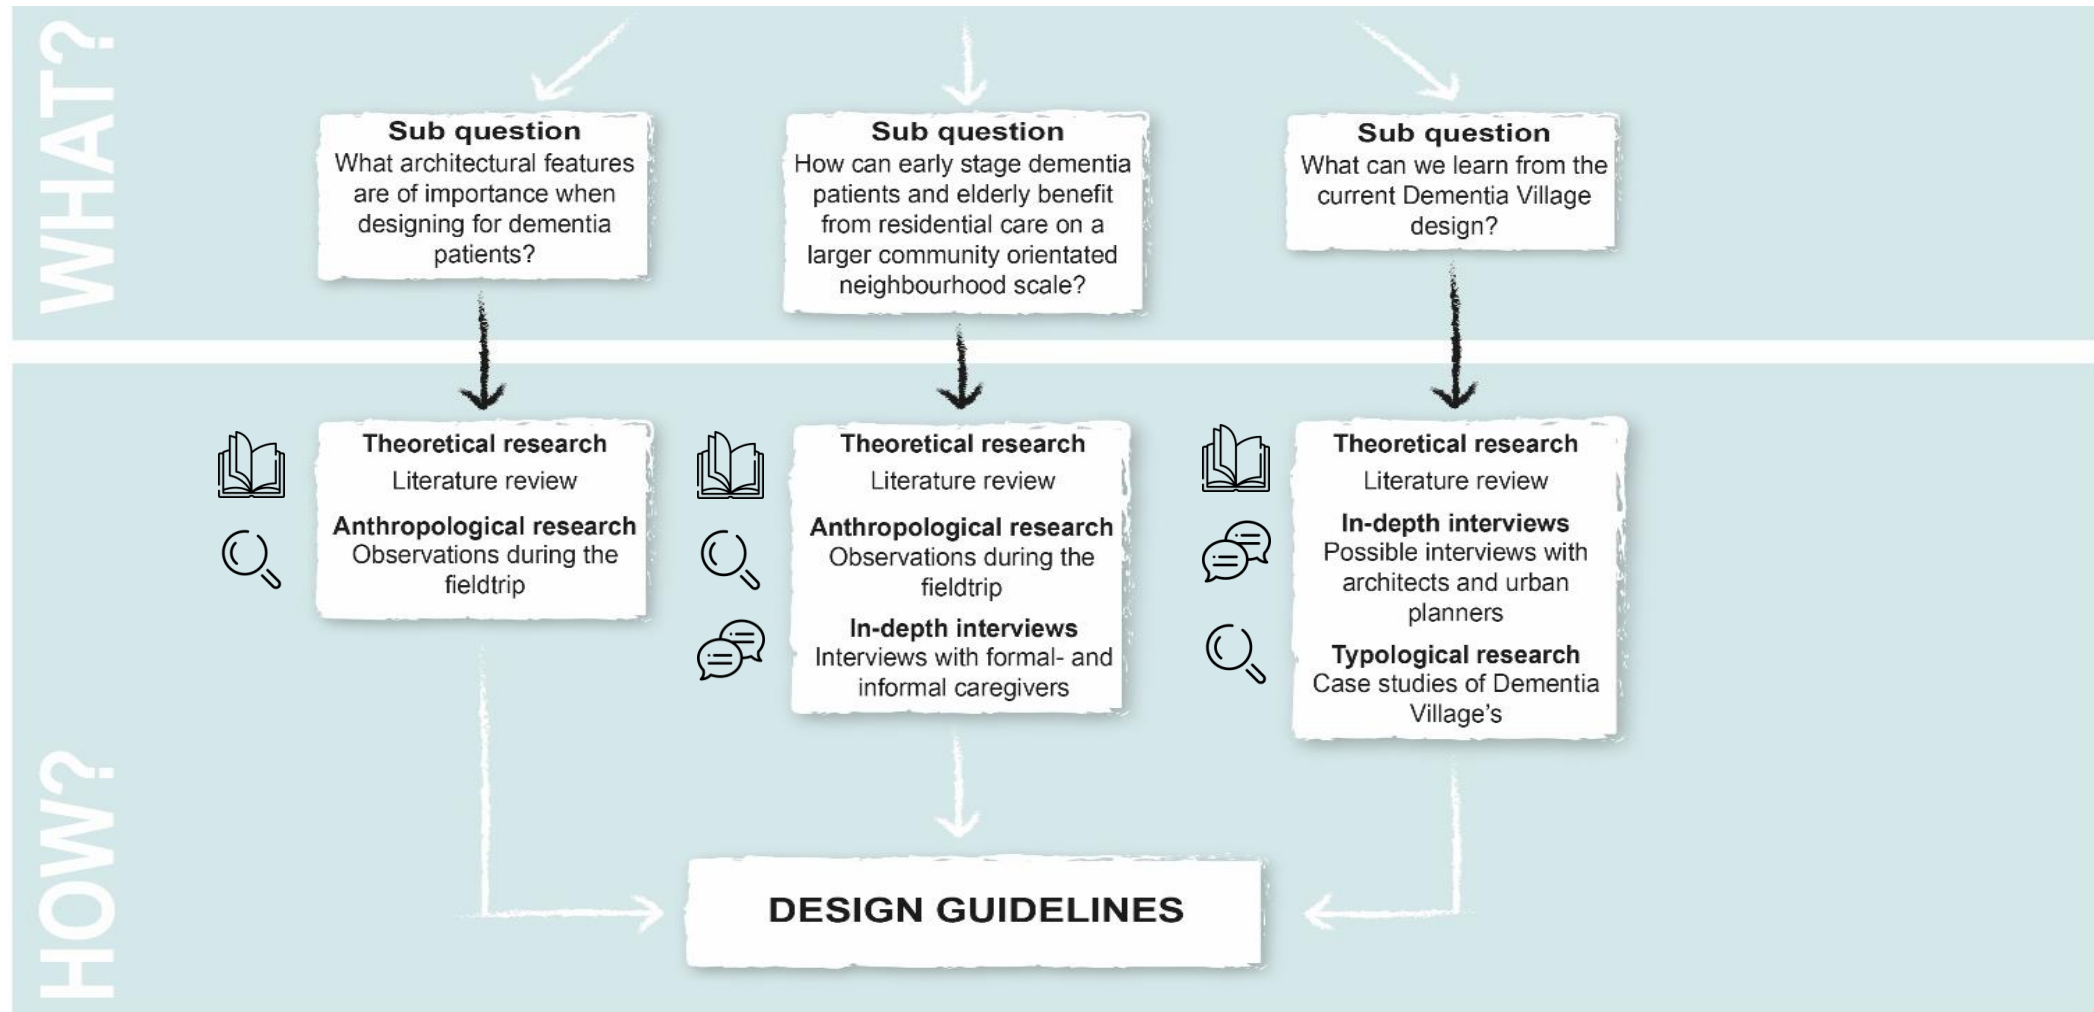 WHAT?
Sub question
What architectural features
are of importance when
designing for dementia
patients?
Sub question
How can early stage dementia
patients and elderly benefit
from residential care on a
larger community orientated
neighbourhood scale?
Sub question
What can we learn from the
current Dementia Village
design?
HOW?
Theoretical research
Literature review
Anthropological research
Observations during the
fieldtrip
Theoretical research
Literature review
Anthropological research
Observations during the
fieldtrip
In-depth interviews
Interviews with formal- and
informal caregivers
Theoretical research
Literature review
In-depth interviews
Possible interviews with
architects and urban
planners
Typological research
Case studies of Dementia
Village's
DESIGN GUIDELINES